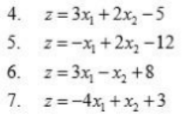 4. z=3x₁+2x₂-5
5. z=-x₁+2x₂-12
6. z=3x₁-x₂+8
7. z=-4x₁+x₂+3